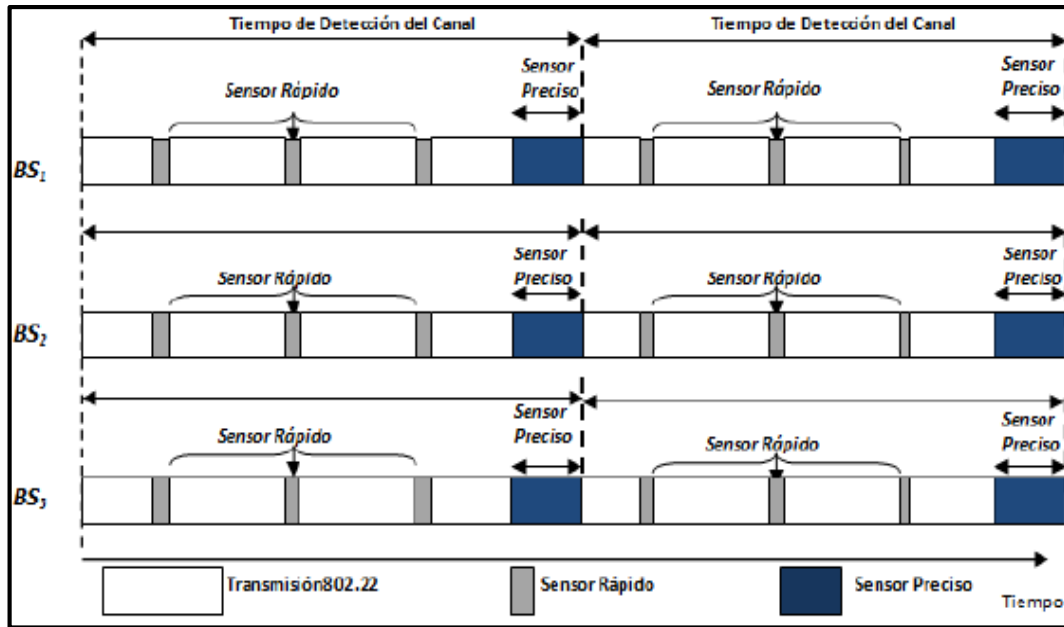 Tiempo de Detección del Canal
Tiempo de Detección del Canal
Sensor
Preciso
Sensor
Preciso
Sensor Rápido
Sensor Rápido
BS1
Sensor
Preciso
Sensor
Preciso
Sensor Rápido
Sensor Rápido
BS2
Sensor
Preciso
Sensor
Preciso
Sensor Rápido
Sensor Rápido
BS3
Transmisión802.22
Sensor Rápido
Sensor Preciso
Tiempo